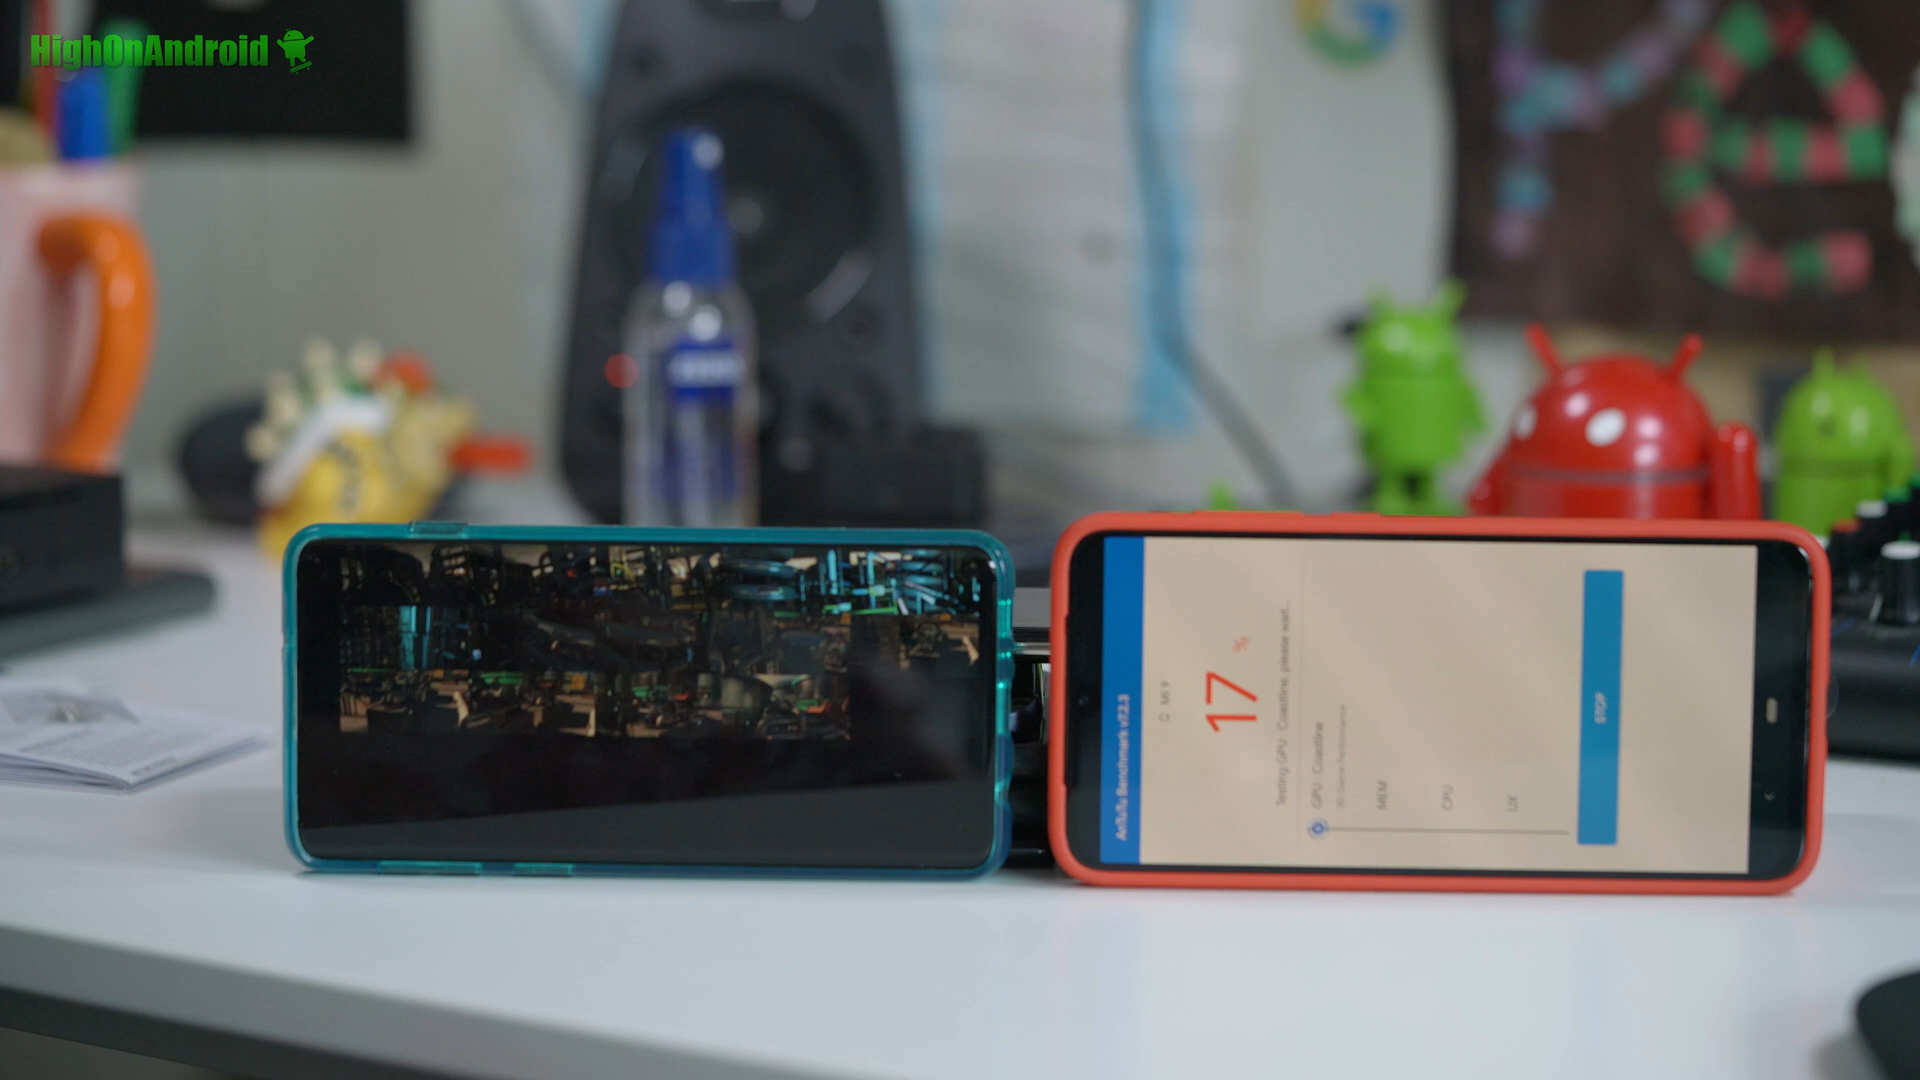 HighOnAndroid
AnTuTu Benchmark v7.2.3
MI 9
17 %
Testing GPU: Coastline, please wait...
GPU: Coastline
3D Game Performance
MEM
CPU
UX
STOP